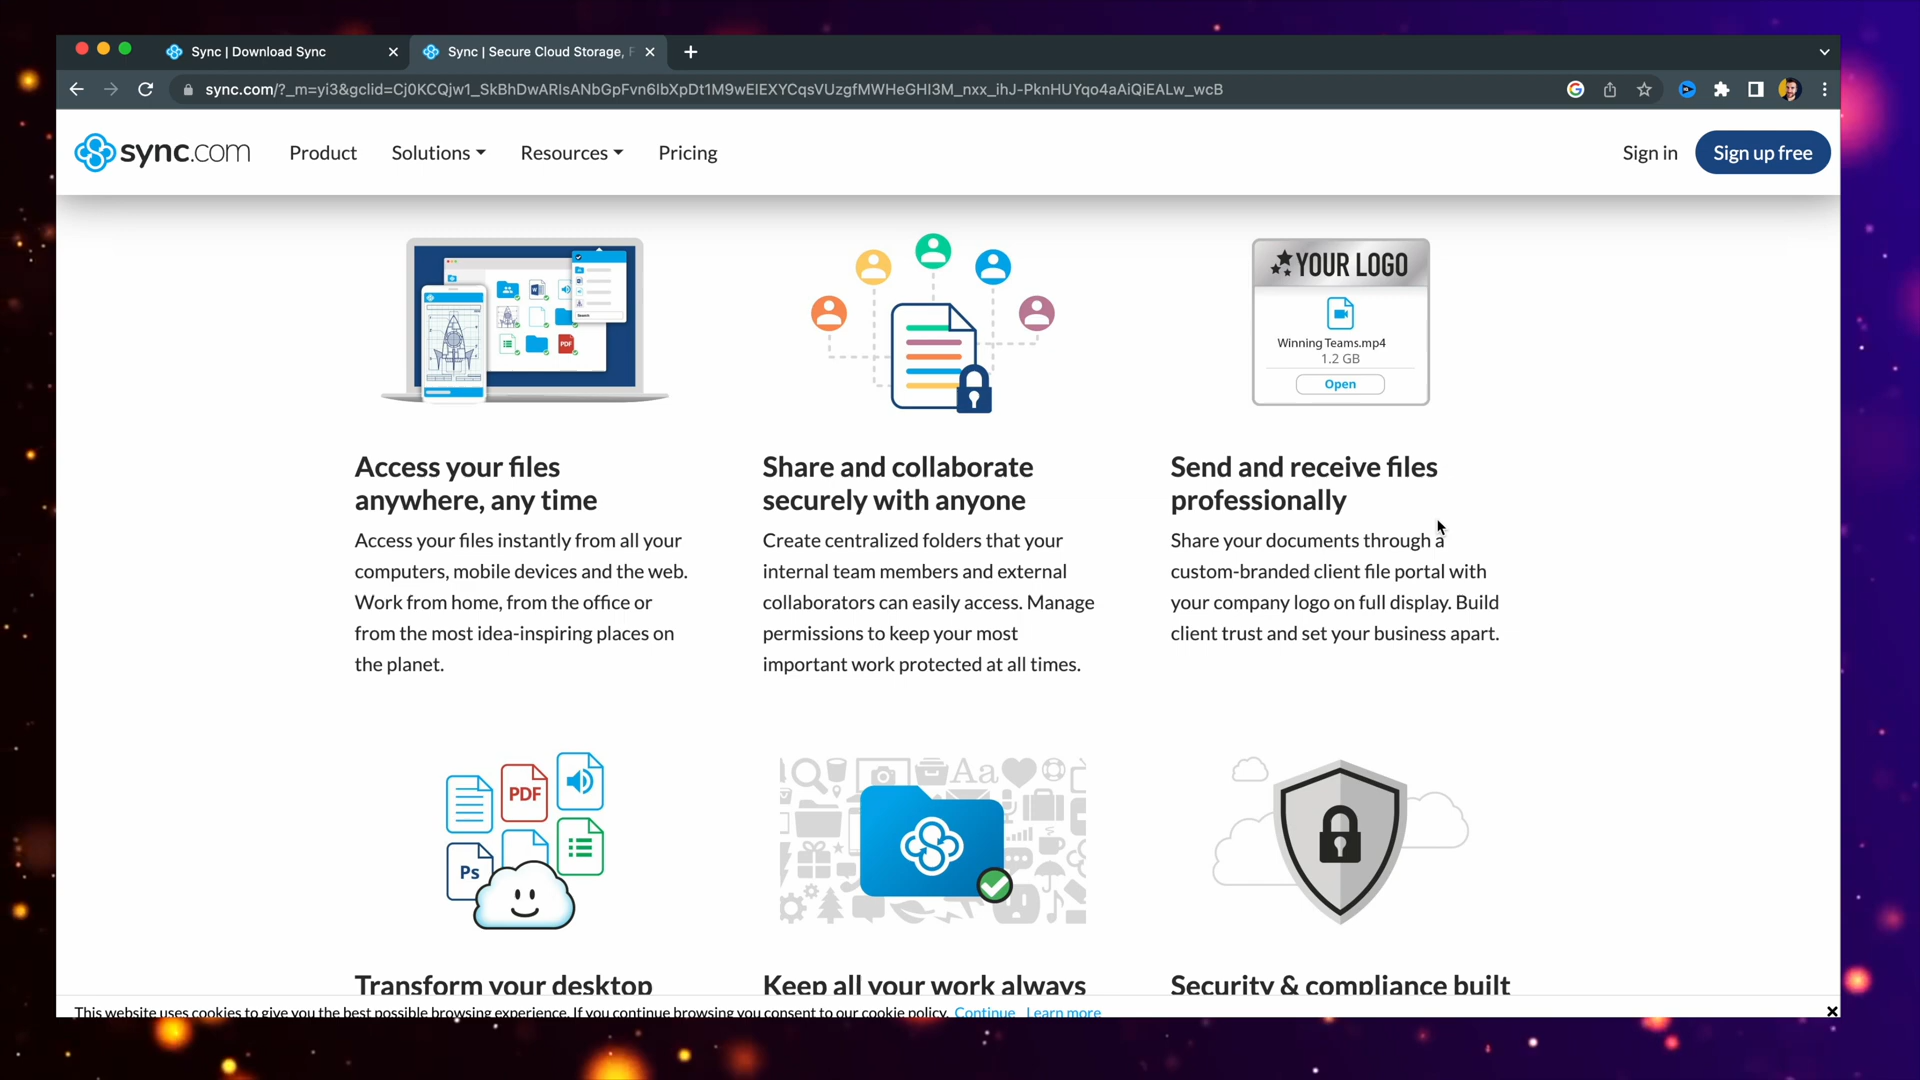 Sync | Download Sync
Sync | Secure Cloud Storage, F
sync.com/?_m=yi3&gclid=Cj0KCQjw1_SkBhDwARIsANbGpFvn6IbXpDt1M9wEIEXYCqsVUzgfMWHeGHI3M_nxx_ihJ-PknHUYqo4aAiQiEALw_wcB
sync.com
Product
Solutions
Resources
Pricing
Sign in
Sign up free
PDF
YOUR LOGO
Winning Teams.mp4
1.2 GB
Open
Access your files
anywhere, any time
Access your files instantly from all your
computers, mobile devices and the web.
Work from home, from the office or
from the most idea-inspiring places on
the planet.
Share and collaborate
securely with anyone
Create centralized folders that your
internal team members and external
collaborators can easily access. Manage
permissions to keep your most
important work protected at all times.
Send and receive files
professionally
Share your documents through a
custom-branded client file portal with
your company logo on full display. Build
client trust and set your business apart.
PDF
Ps
Aa
Transform your desktop
Keep all your work always
Security & compliance built
This website uses cookies to give you the best possible browsing experience. If you continue browsing you consent to our cookie policy. Continue Learn more